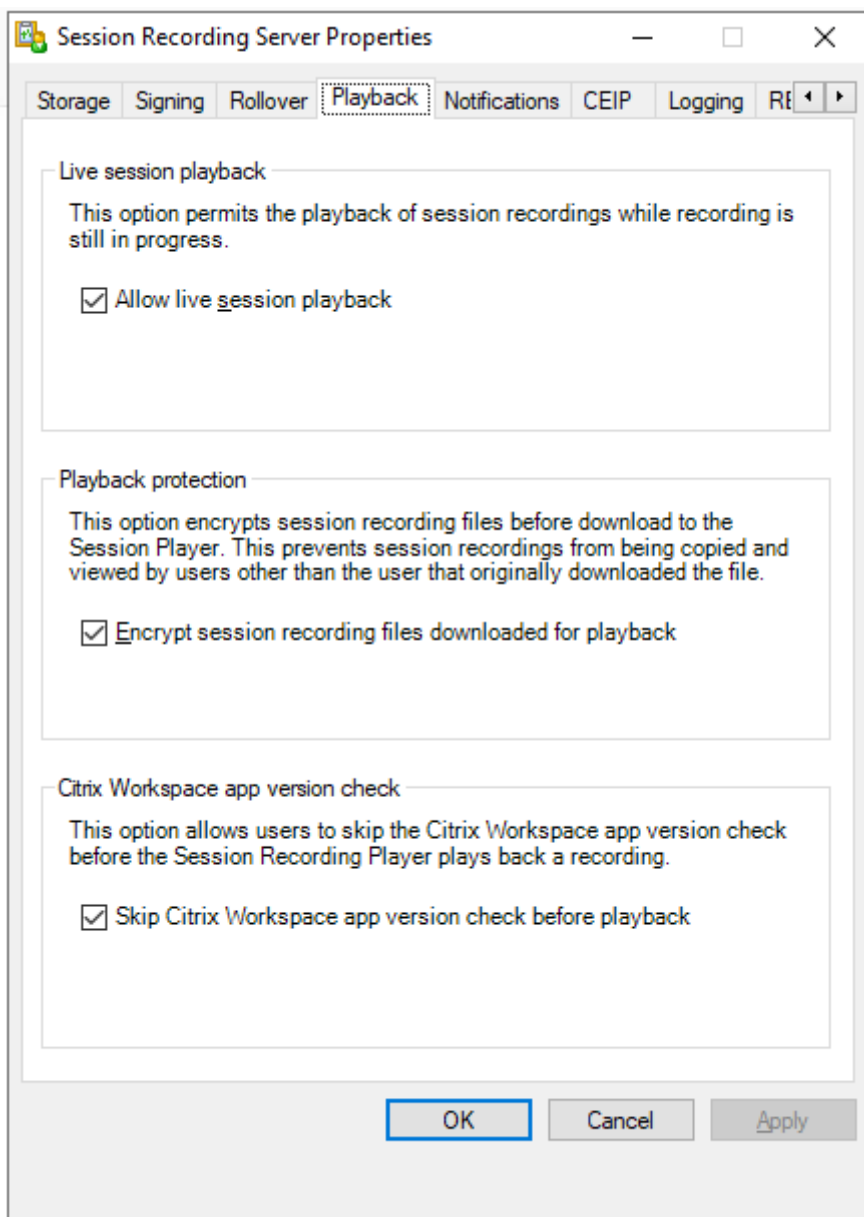 Session Recording Server Properties
Storage Signing Rollover Playback Notifications CEIP Logging RE
Live session playback
This option permits the playback of session recordings while recording is
still in progress.
Allow live session playback
Playback protection
This option encrypts session recording files before download to the
Session Player. This prevents session recordings from being copied and
viewed by users other than the user that originally downloaded the file.
Encrypt session recording files downloaded for playback
Citrix Workspace app version check
This option allows users to skip the Citrix Workspace app version check
before the Session Recording Player plays back a recording.
Skip Citrix Workspace app version check before playback
OK Cancel Apply